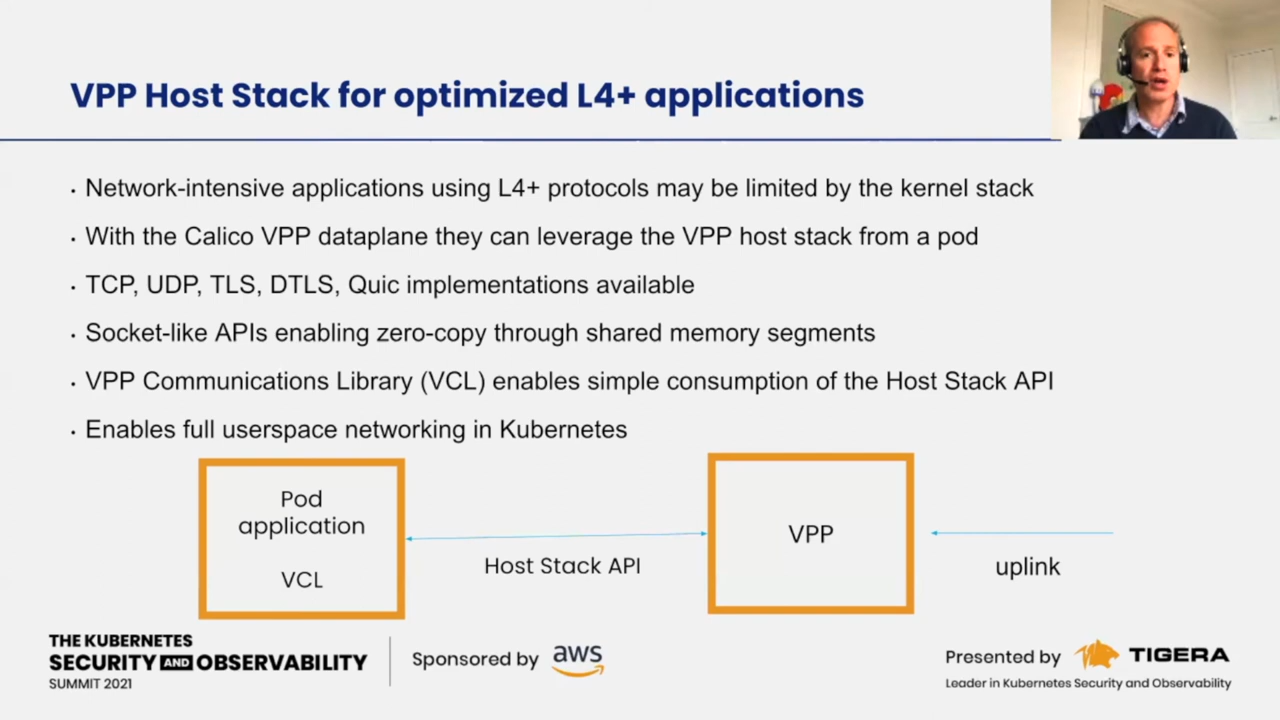 VPP Host Stack for optimized L4+ applications
· Network-intensive applications using L4+ protocols may be limited by the kernel stack
· With the Calico VPP dataplane they can leverage the VPP host stack from a pod
· TCP, UDP, TLS, DTLS, Quic implementations available
· Socket-like APIs enabling zero-copy through shared memory segments
· VPP Communications Library (VCL) enables simple consumption of the Host Stack API
· Enables full userspace networking in Kubernetes
Pod
application
VCL
Host Stack API
VPP
uplink
THE KUBERNETES
SECURITY AND OBSERVABILITY
SUMMIT 2021
Sponsored by aws
Presented by TIGERA
Leader in Kubernetes Security and Observability